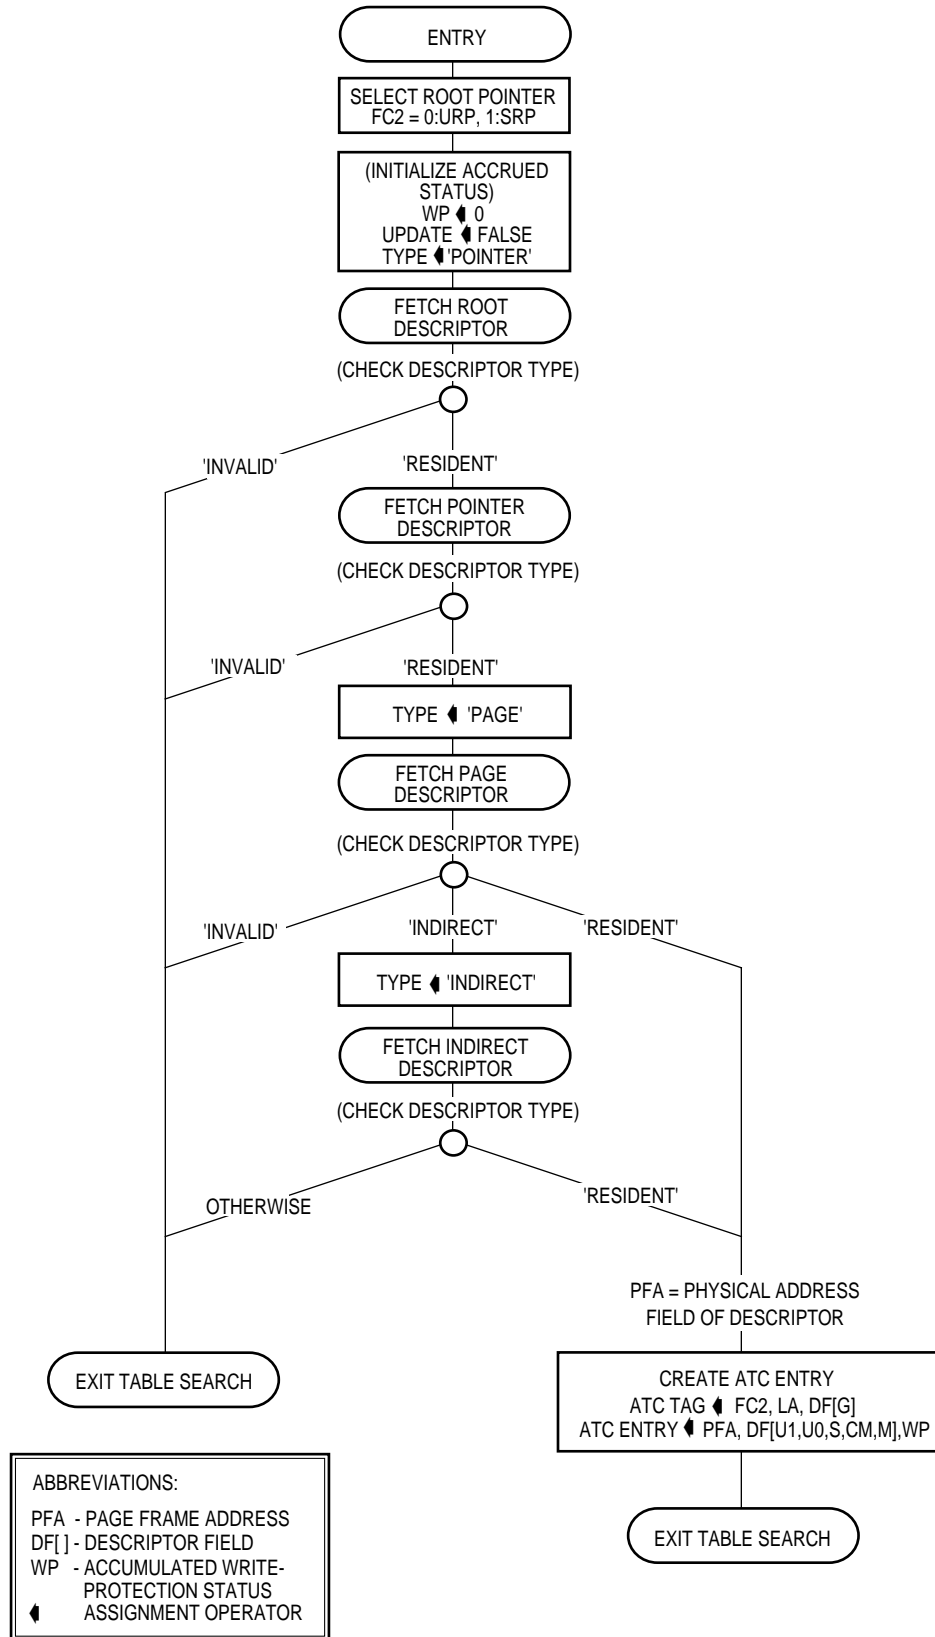 ENTRY
SELECT ROOT POINTER
FC2 = 0:URP, 1:SRP
(INITIALIZE ACCRUED
STATUS)
WP ⬧ 0
UPDATE ⬧ FALSE
TYPE ⬧ 'POINTER'
FETCH ROOT
DESCRIPTOR
(CHECK DESCRIPTOR TYPE)
'INVALID'
'RESIDENT'
FETCH POINTER
DESCRIPTOR
(CHECK DESCRIPTOR TYPE)
'INVALID'
'RESIDENT'
TYPE ⬧ 'PAGE'
FETCH PAGE
DESCRIPTOR
(CHECK DESCRIPTOR TYPE)
'INVALID'
'INDIRECT'
'RESIDENT'
TYPE ⬧ 'INDIRECT'
FETCH INDIRECT
DESCRIPTOR
(CHECK DESCRIPTOR TYPE)
OTHERWISE
'RESIDENT'
PFA = PHYSICAL ADDRESS
FIELD OF DESCRIPTOR
EXIT TABLE SEARCH
CREATE ATC ENTRY
ATC TAG ⬧ FC2, LA, DF[G]
ATC ENTRY ⬧ PFA, DF[U1,U0,S,CM,M],WP
EXIT TABLE SEARCH
ABBREVIATIONS:
PFA - PAGE FRAME ADDRESS
DF[ ] - DESCRIPTOR FIELD
WP - ACCUMULATED WRITE-
PROTECTION STATUS
⬧ ASSIGNMENT OPERATOR